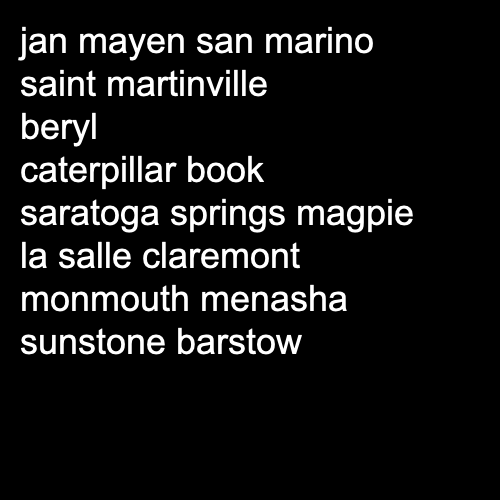 jan mayen san marino
saint martinville
beryl
caterpillar book
saratoga springs magpie
la salle claremont
monmouth menasha
sunstone barstow